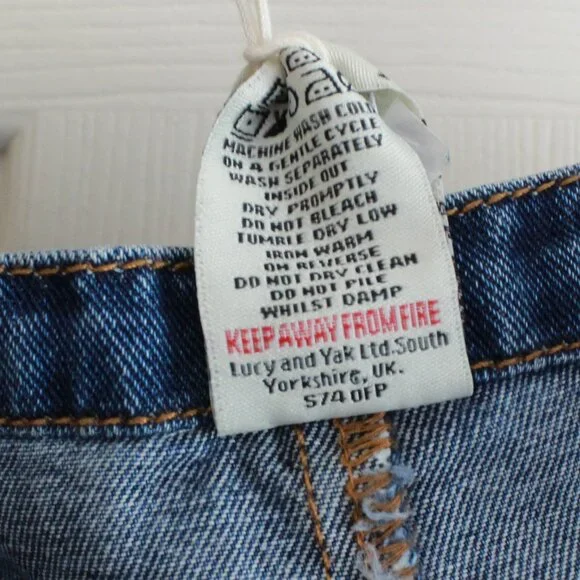 MACHINE WASH COLD
ON A GENTLE CYCLE
WASH SEPARATELY
INSIDE OUT
DRY PROMPTLY
DO NOT BLEACH
TUMBLE DRY LOW
IRON WARM
ON REVERSE
DO NOT DRY CLEAN
DO NOT PILE
WHILST DAMP
KEEP AWAY FROM FIRE
Lucy and Yak Ltd.South
Yorkshire, UK.
S74 0FP